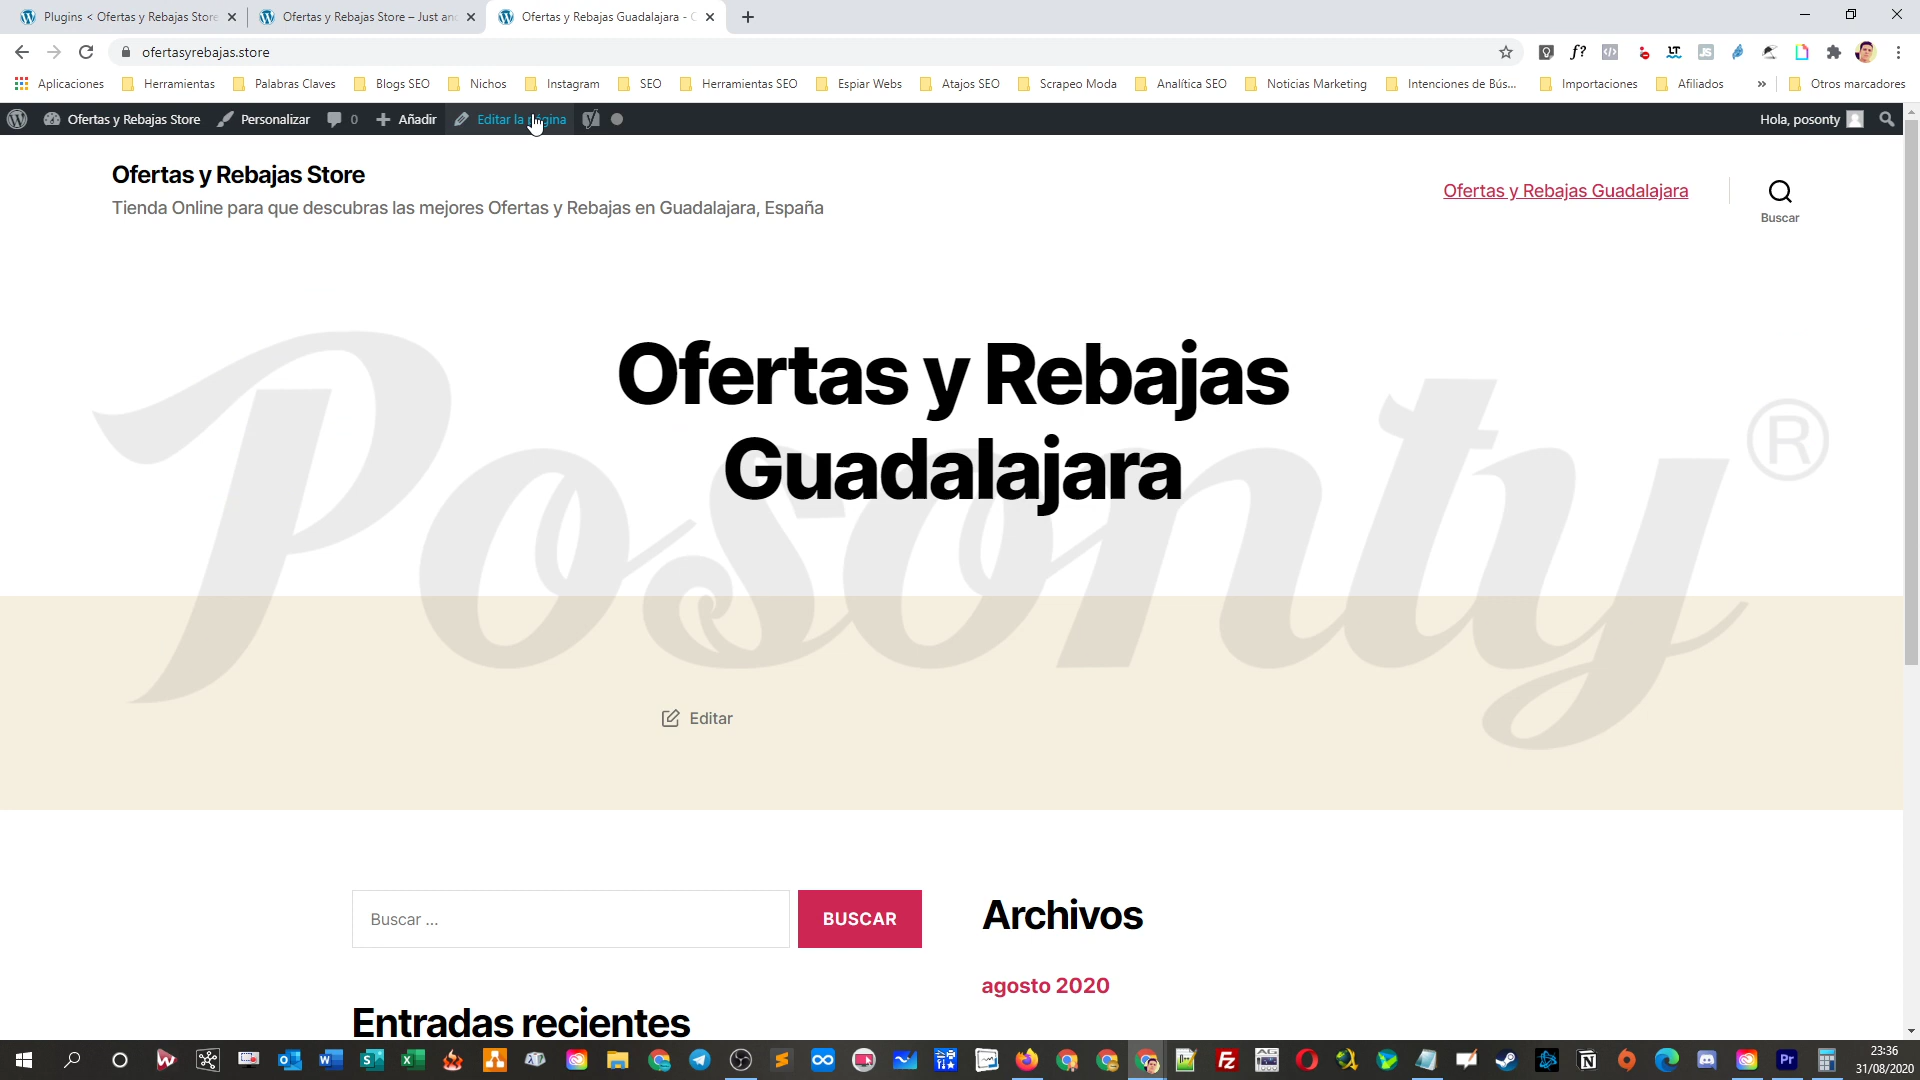 Plugins < Ofertas y Rebajas Store
Ofertas y Rebajas Store – Just an
Ofertas y Rebajas Guadalajara -
ofertasyrebajas.store
Aplicaciones Herramientas Palabras Claves Blogs SEO Nichos Instagram SEO Herramientas SEO Espiar Webs Atajos SEO Scrapeo Moda Analítica SEO Noticias Marketing Intenciones de Bús... Importaciones Afiliados » Otros marcadores
Ofertas y Rebajas Store Personalizar 0 Añadir Editar la página Hola, posonty
Ofertas y Rebajas Store
Tienda Online para que descubras las mejores Ofertas y Rebajas en Guadalajara, España
Ofertas y Rebajas Guadalajara
Buscar
Ofertas y Rebajas
Guadalajara
Posonty®
Editar
Buscar ...
BUSCAR
Archivos
agosto 2020
Entradas recientes
23:36
31/08/2020